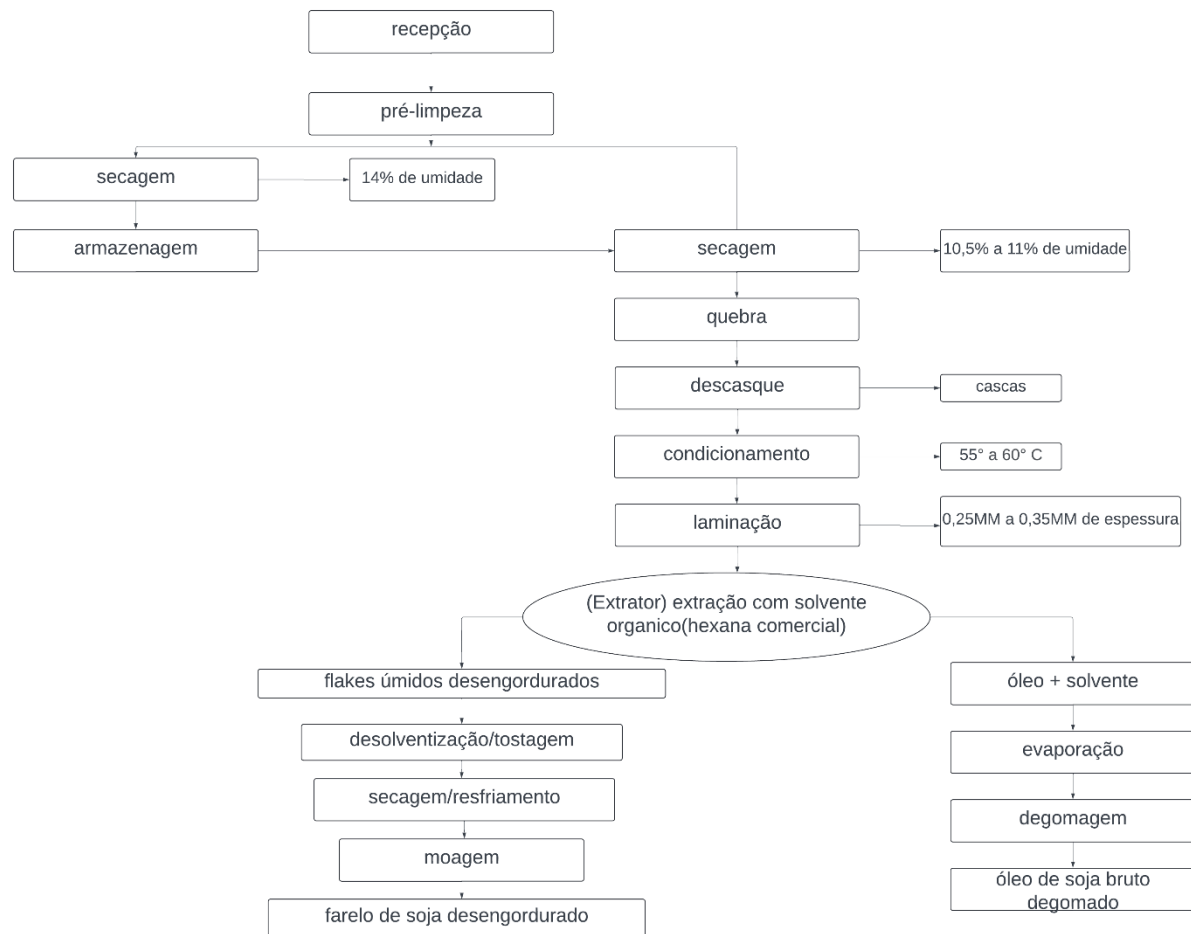 recepção
pré-limpeza
secagem
14% de umidade
armazenagem
secagem
10,5% a 11% de umidade
quebra
descasque
cascas
condicionamento
55° a 60° C
laminação
0,25MM a 0,35MM de espessura
(Extrator) extração com solvente
organico(hexana comercial)
flakes úmidos desengordurados
óleo + solvente
desolventização/tostagem
evaporação
secagem/resfriamento
degomagem
moagem
óleo de soja bruto
degomado
farelo de soja desengordurado